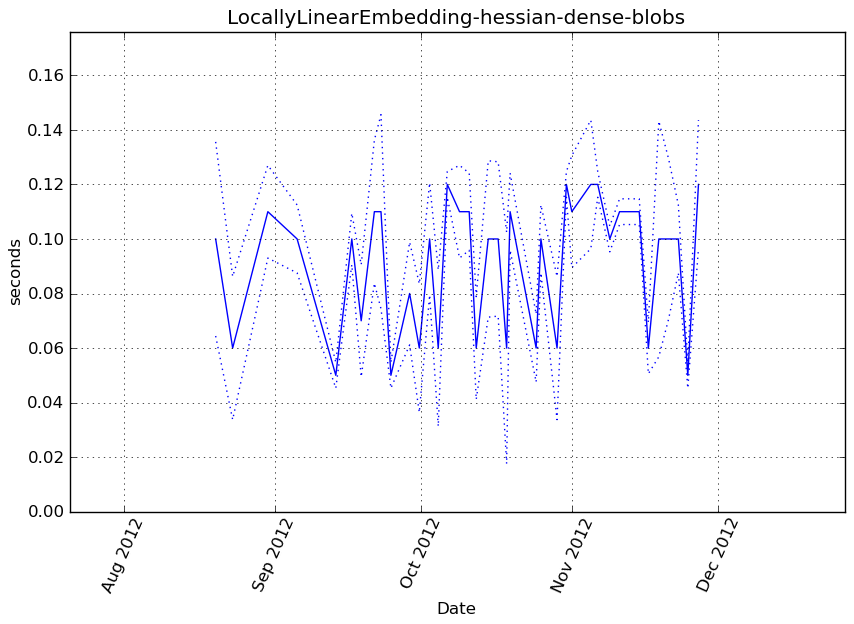 LocallyLinearEmbedding-hessian-dense-blobs
0.16
0.14
0.12
0.10
0.08
0.06
0.04
0.02
0.00
seconds
Aug 2012
Sep 2012
Oct 2012
Nov 2012
Dec 2012
Date